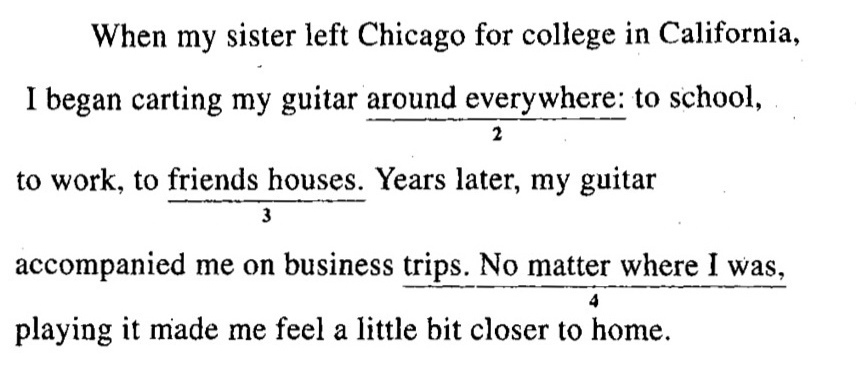 When my sister left Chicago for college in California,
I began carting my guitar around everywhere: to school,
2
to work, to friends houses. Years later, my guitar
3
accompanied me on business trips. No matter where I was,
4
playing it made me feel a little bit closer to home.